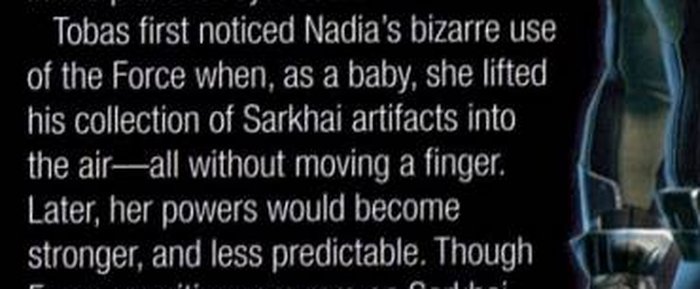 Tobas first noticed Nadia's bizarre use
of the Force when, as a baby, she lifted
his collection of Sarkhai artifacts into
the air—all without moving a finger.
Later, her powers would become
stronger, and less predictable. Though